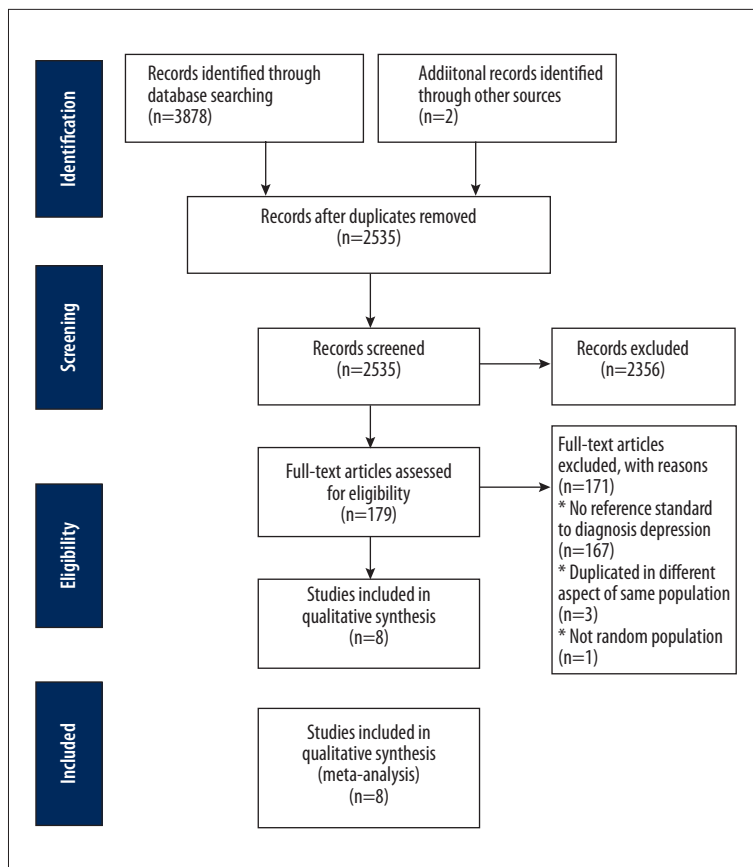 Identification
Records identified through
database searching
(n=3878)
Addiitonal records identified
through other sources
(n=2)
Records after duplicates removed
(n=2535)
Screening
Records screened
(n=2535)
Records excluded
(n=2356)
Eligibility
Full-text articles assessed
for eligibility
(n=179)
Full-text articles
excluded, with reasons
(n=171)
* No reference standard
to diagnosis depression
(n=167)
* Duplicated in different
aspect of same population
(n=3)
* Not random population
(n=1)
Studies included in
qualitative synthesis
(n=8)
Included
Studies included in
qualitative synthesis
(meta-analysis)
(n=8)